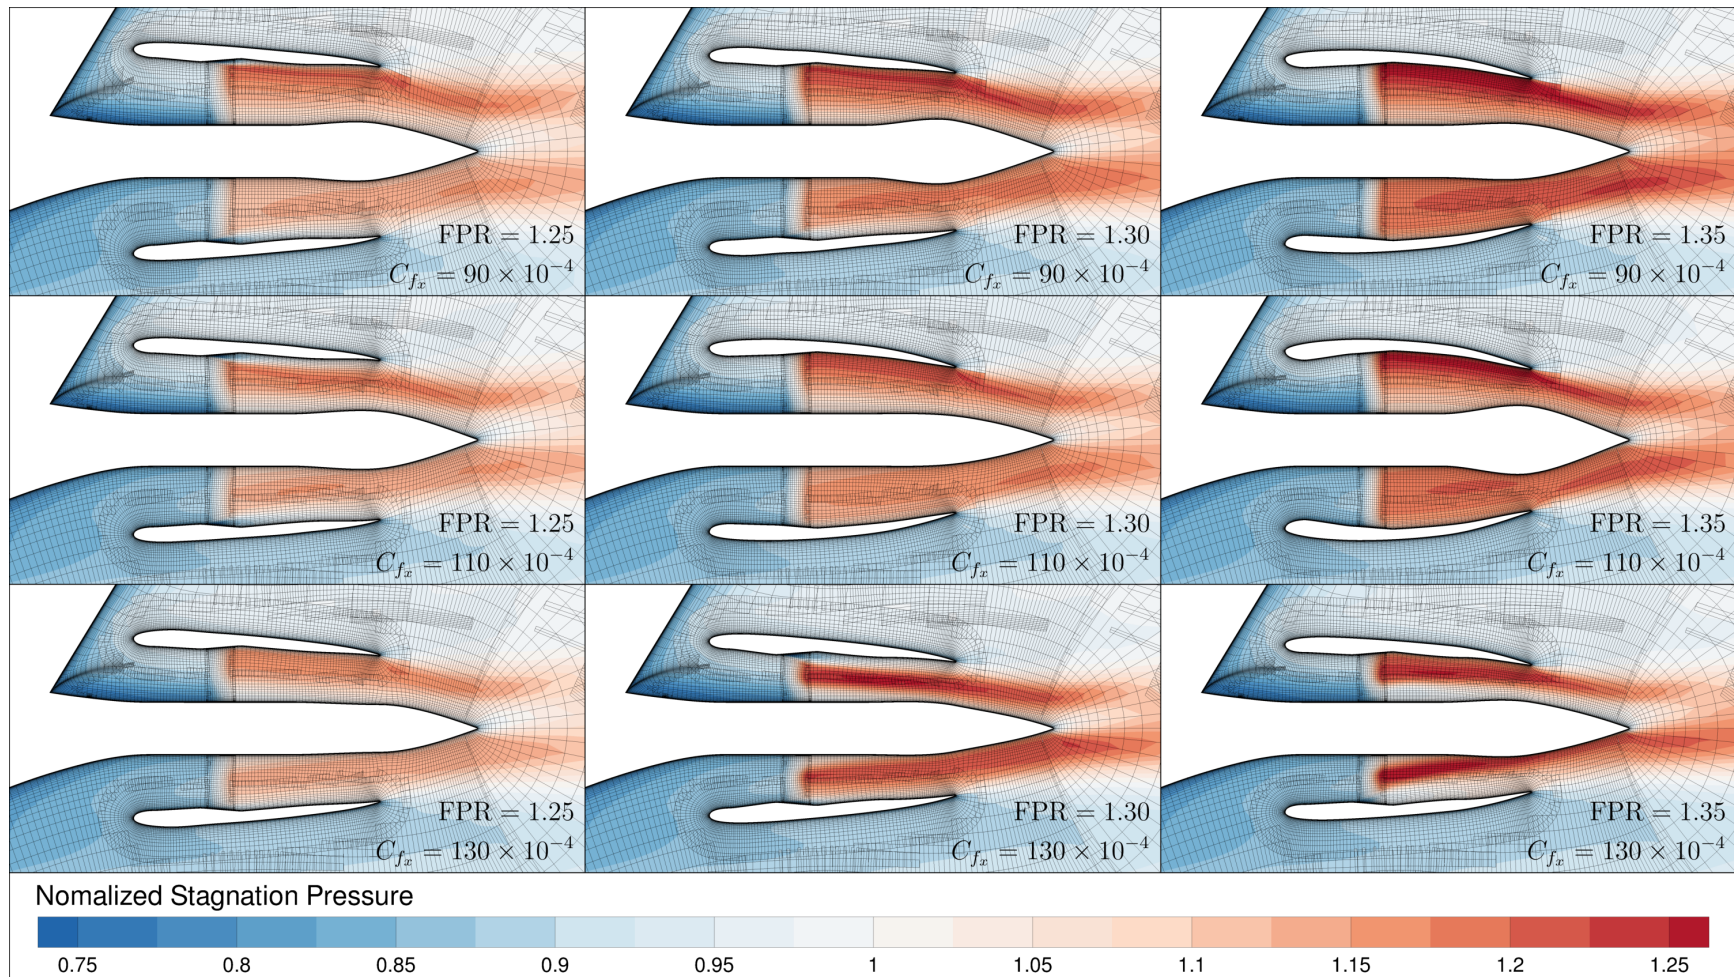 FPR = 1.25
C_{f_x} = 90 × 10^{-4}
FPR = 1.30
C_{f_x} = 90 × 10^{-4}
FPR = 1.35
C_{f_x} = 90 × 10^{-4}
FPR = 1.25
C_{f_x} = 110 × 10^{-4}
FPR = 1.30
C_{f_x} = 110 × 10^{-4}
FPR = 1.35
C_{f_x} = 110 × 10^{-4}
FPR = 1.25
C_{f_x} = 130 × 10^{-4}
FPR = 1.30
C_{f_x} = 130 × 10^{-4}
FPR = 1.35
C_{f_x} = 130 × 10^{-4}
Nomalized Stagnation Pressure
0.75 0.8 0.85 0.9 0.95 1 1.05 1.1 1.15 1.2 1.25